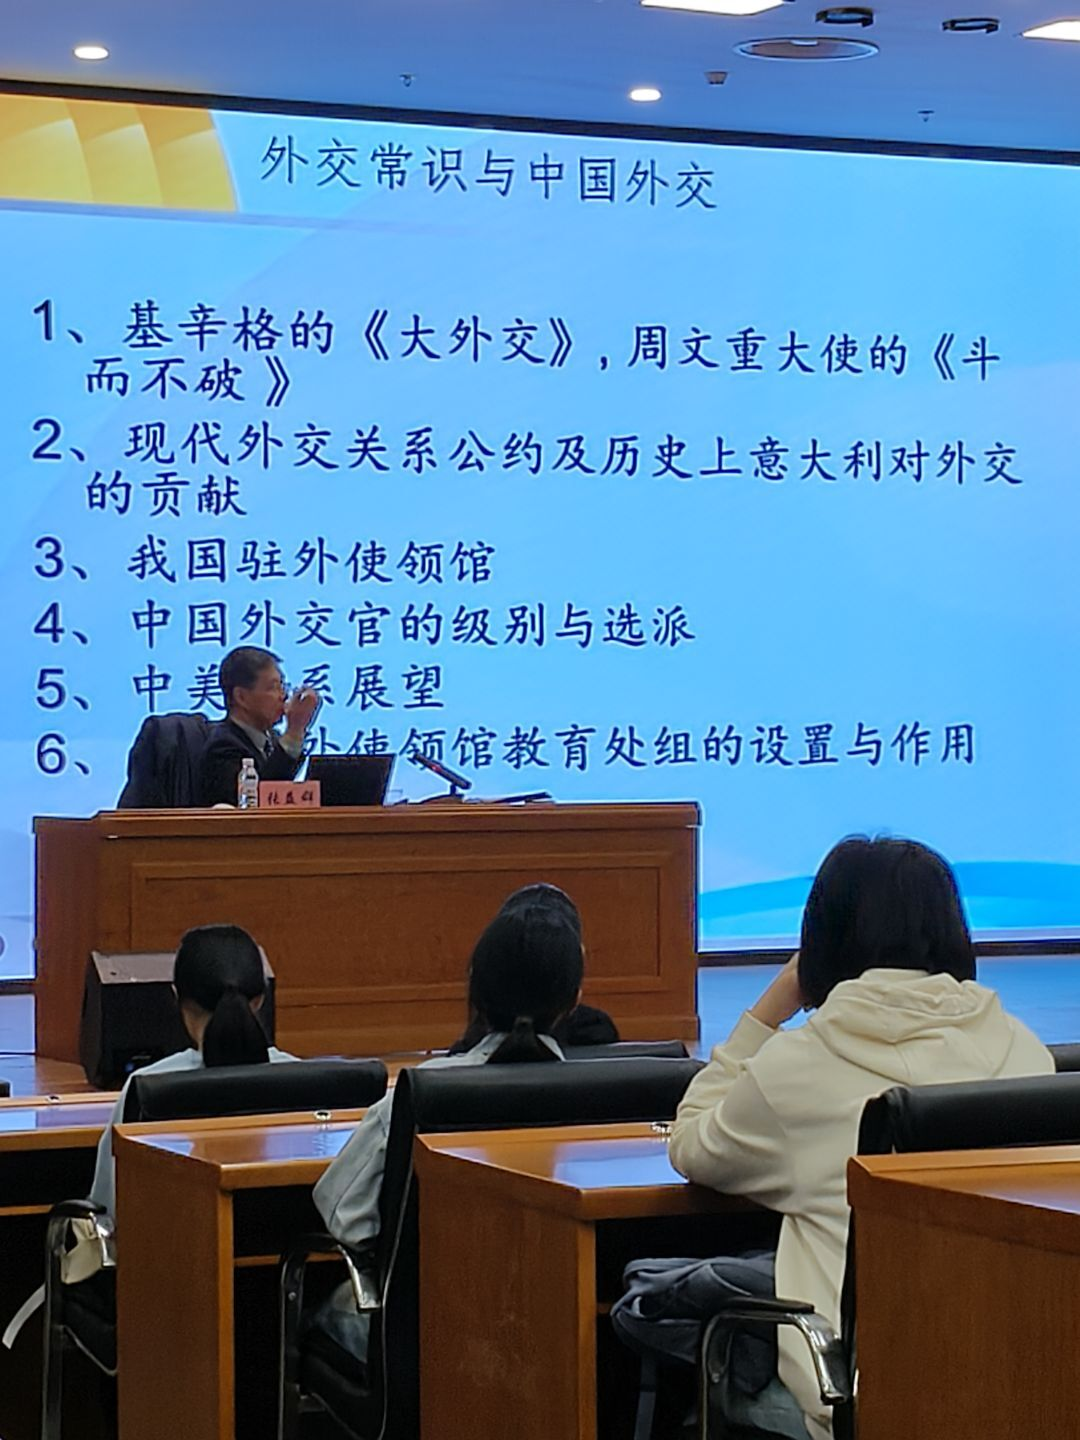 外交常识与中国外交
1、基辛格的《大外交》,周文重大使的《斗
而不破 》
2、现代外交关系公约及历史上意大利对外交
的贡献
3、我国驻外使领馆
4、中国外交官的级别与选派
5、中美 系展望
6、 外使领馆教育处组的设置与作用
张益群